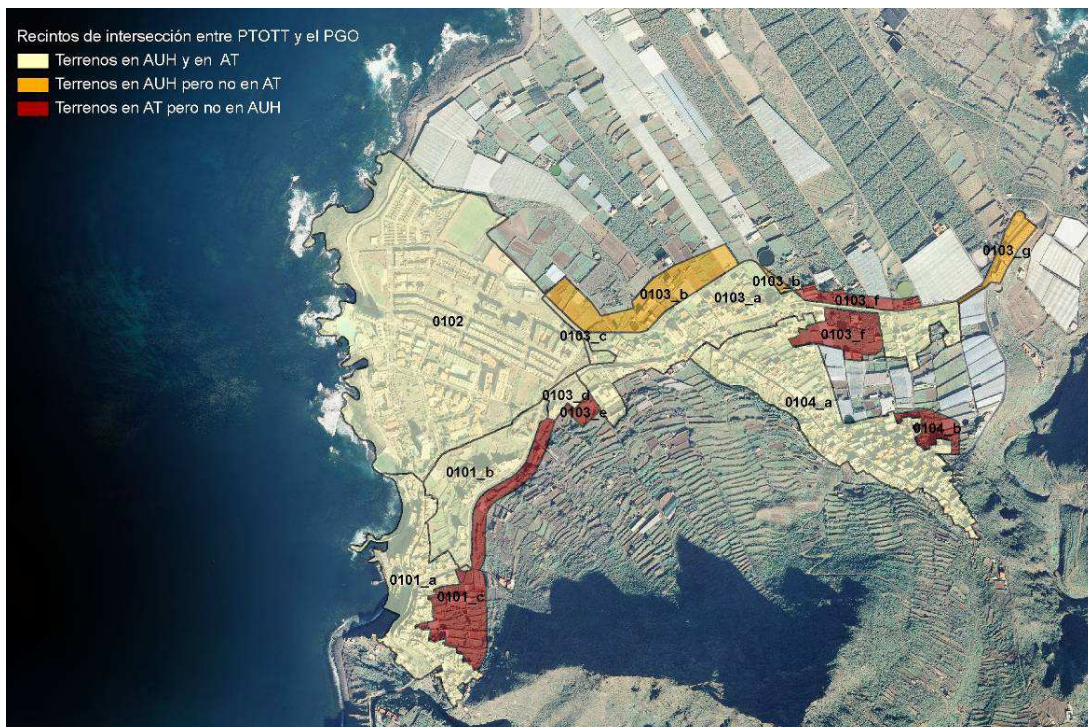 Recintos de intersección entre PTOTT y el PGO
Terrenos en AUH y en AT
Terrenos en AUH pero no en AT
Terrenos en AT pero no en AUH
0103_g
0103_b
0103_b
0103_a
0103_f
0102
0103_c
0103_f
0104_a
0103_d
0103_e
0104_b
0101_b
0101_a
0101_c